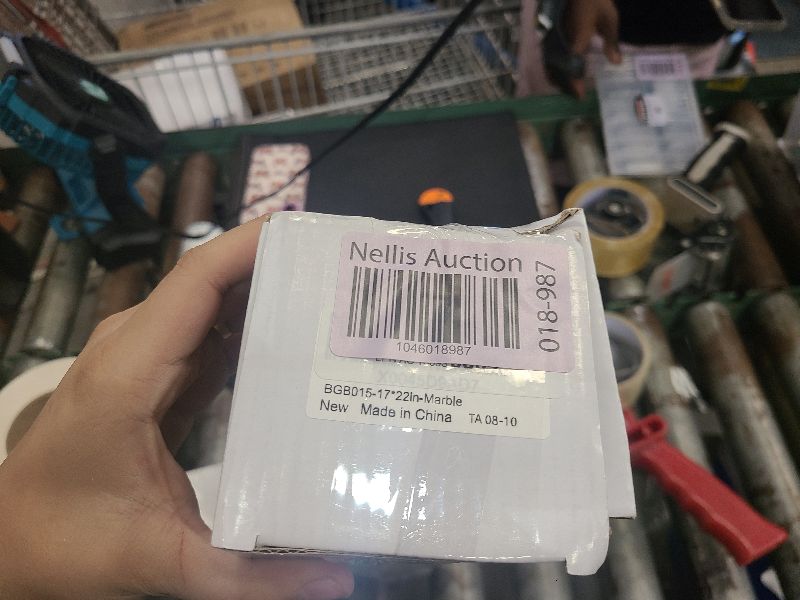 Nellis Auction
1046018987
018-987
BGB015-17*22In-Marble
New Made in China TA 08-10